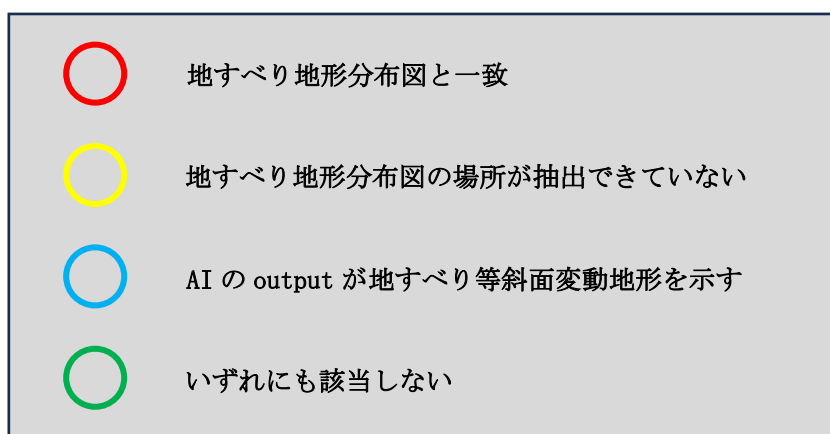 地すべり地形分布図と一致
地すべり地形分布図の場所が抽出できていない
AI の output が地すべり等斜面変動地形を示す
いずれにも該当しない